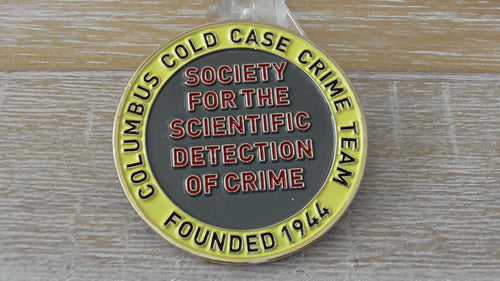 COLUMBUS COLD CASE CRIME TEAM
SOCIETY
FOR THE
SCIENTIFIC
DETECTION
OF CRIME
FOUNDED 1944